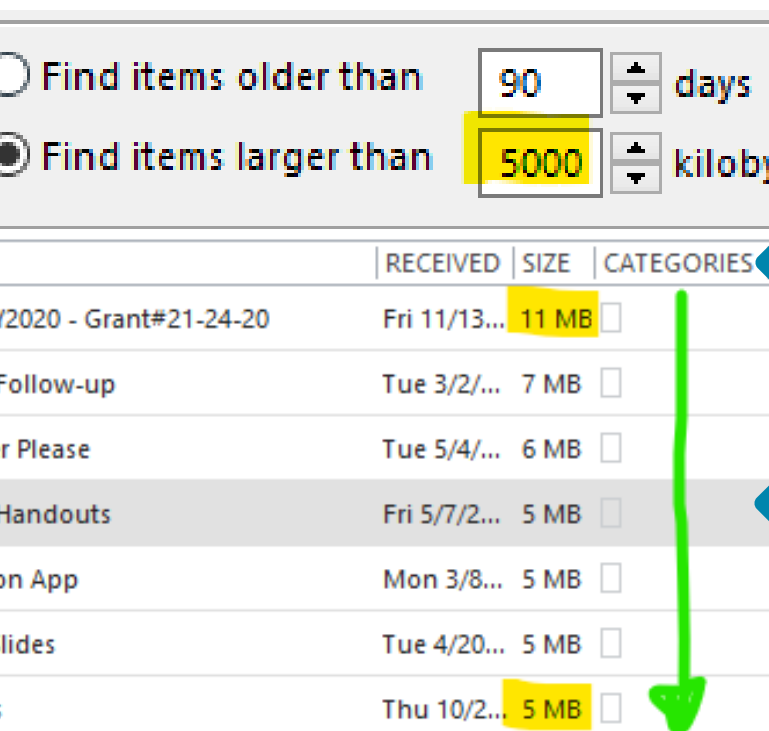 Find items older than 90 days
Find items larger than 5000 kiloby
RECEIVED SIZE CATEGORIES
Y2020 - Grant#21-24-20 Fri 11/13... 11 MB
Follow-up Tue 3/2/... 7 MB
r Please Tue 5/4/... 6 MB
Handouts Fri 5/7/2... 5 MB
on App Mon 3/8... 5 MB
lides Tue 4/20... 5 MB
s Thu 10/2... 5 MB